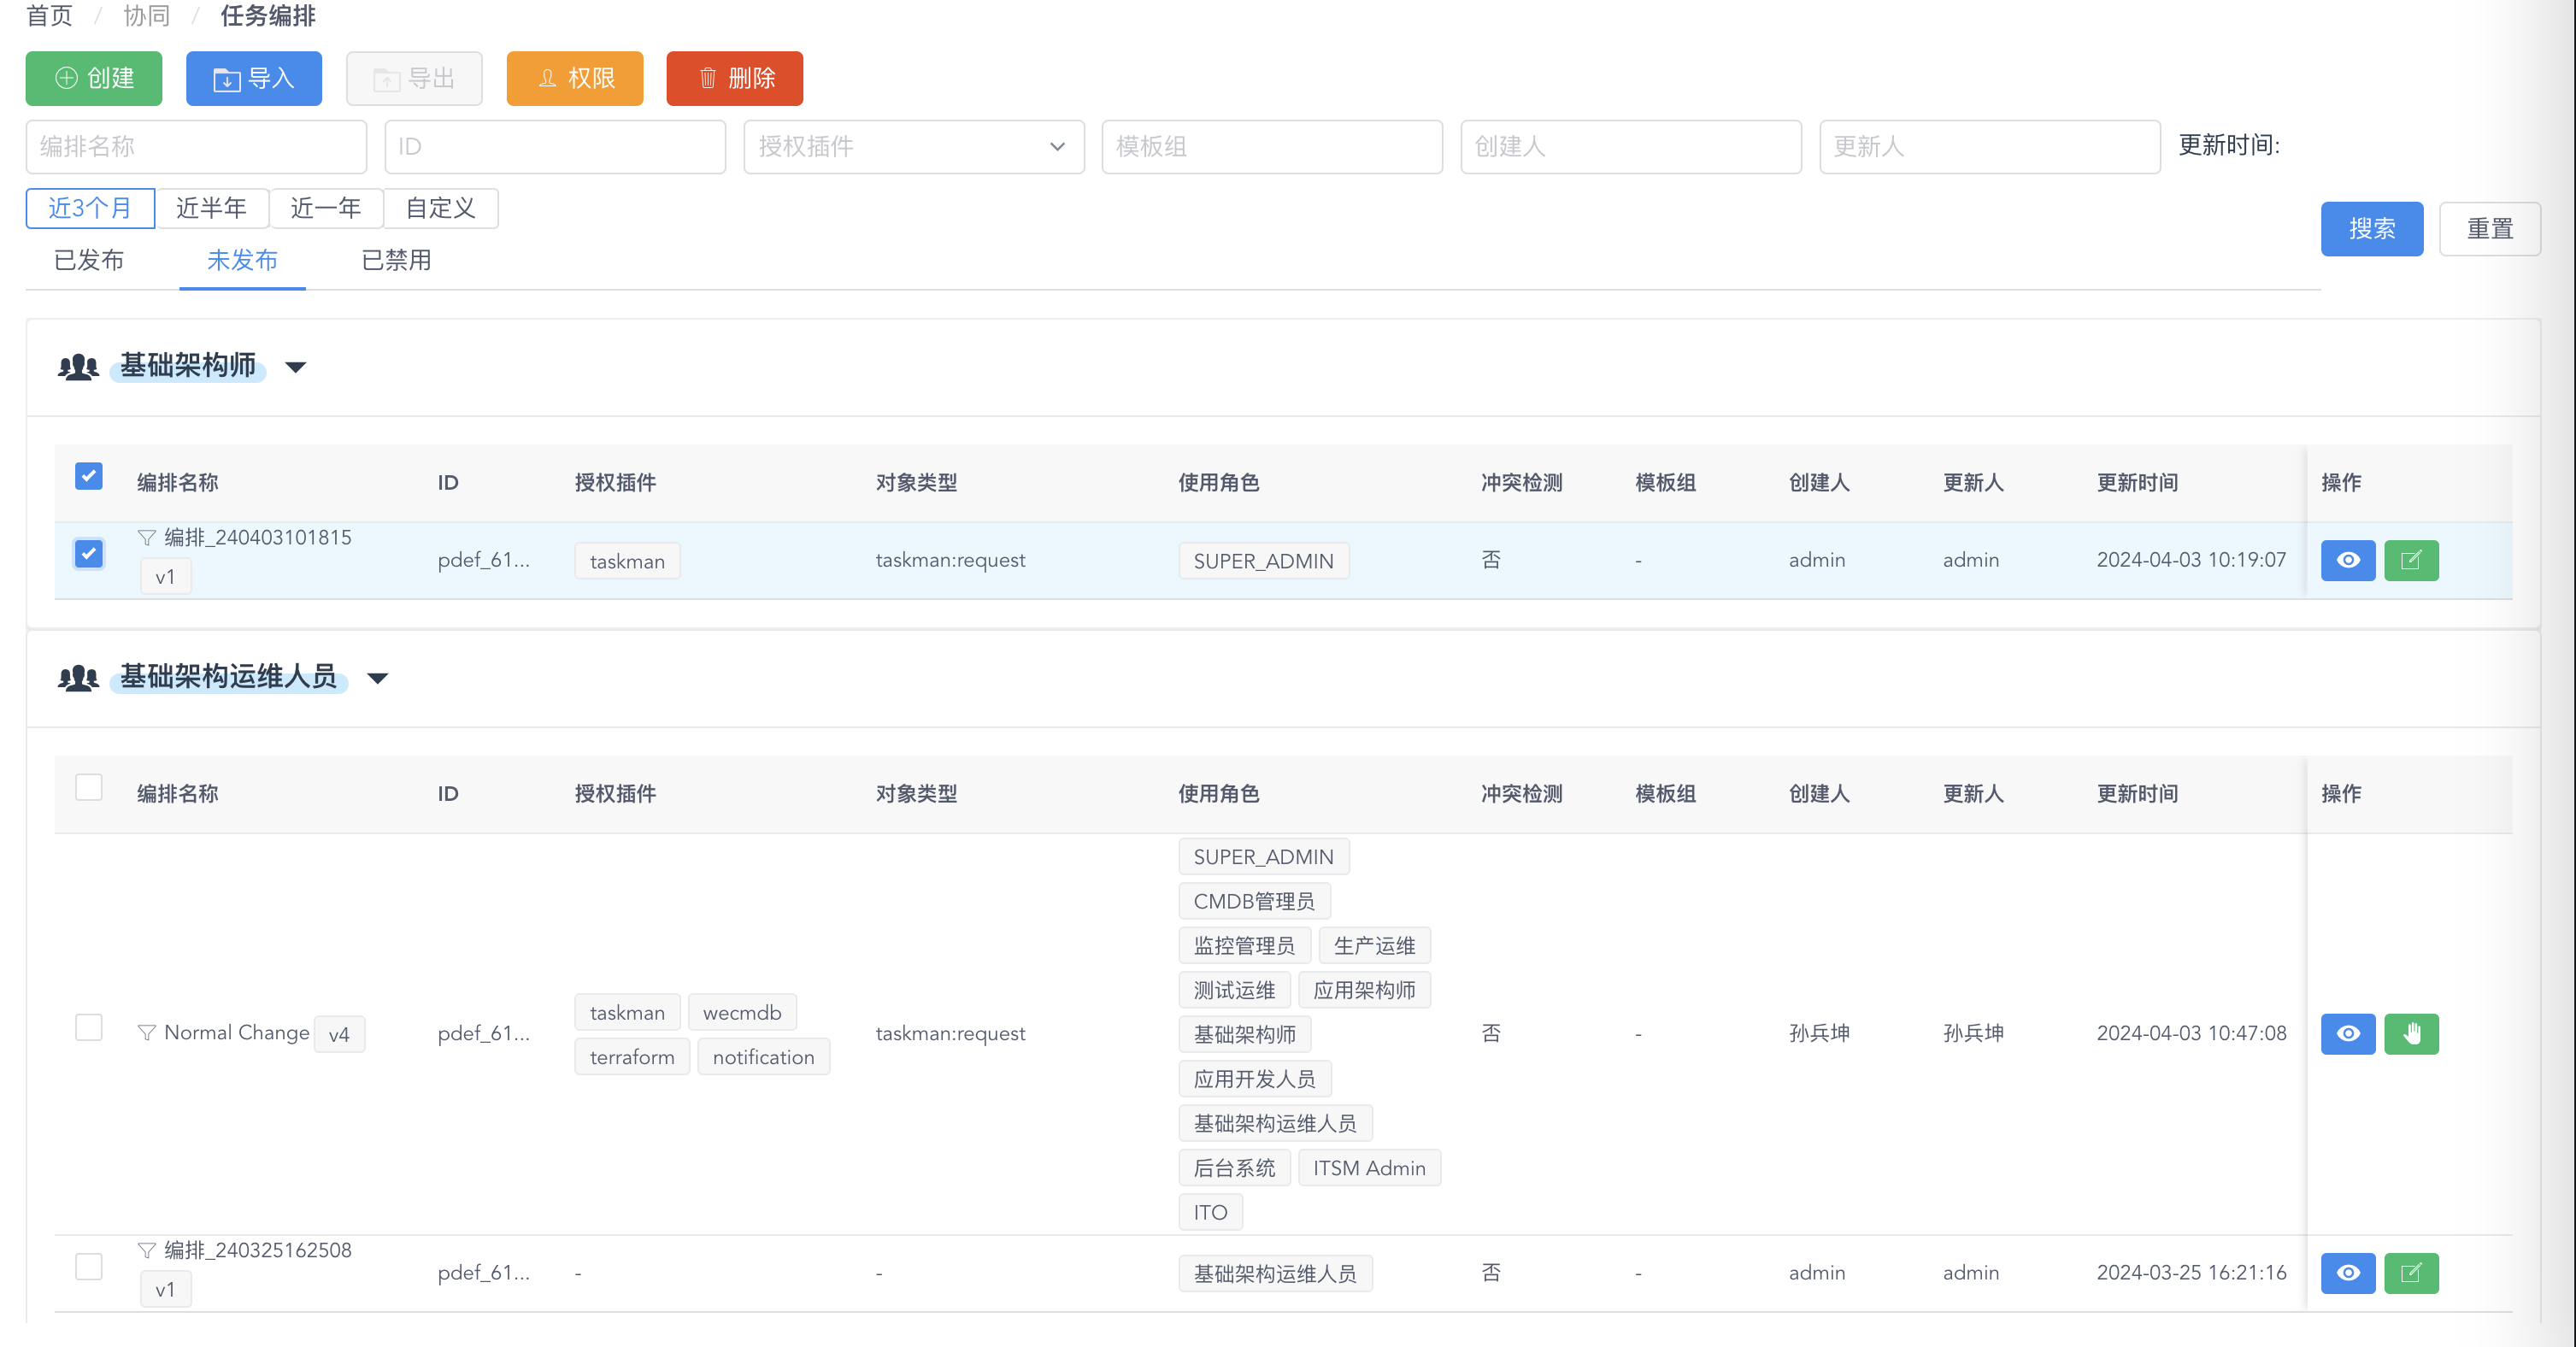 首页 / 协同 / 任务编排
创建 导入 导出 权限 删除
编排名称 ID 授权插件 模板组 创建人 更新人 更新时间:
近3个月 近半年 近一年 自定义
搜索 重置
已发布 未发布 已禁用
基础架构师
编排名称 ID 授权插件 对象类型 使用角色 冲突检测 模板组 创建人 更新人 更新时间 操作
编排_240403101815
v1
pdef_61... taskman taskman:request SUPER_ADMIN 否 - admin admin 2024-04-03 10:19:07
基础架构运维人员
编排名称 ID 授权插件 对象类型 使用角色 冲突检测 模板组 创建人 更新人 更新时间 操作
Normal Change v4
pdef_61...
taskman wecmdb
terraform notification
taskman:request
SUPER_ADMIN
CMDB管理员
监控管理员 生产运维
测试运维 应用架构师
基础架构师
应用开发人员
基础架构运维人员
后台系统 ITSM Admin
ITO
否 - 孙兵坤 孙兵坤 2024-04-03 10:47:08
编排_240325162508
v1
pdef_61... - - 基础架构运维人员 否 - admin admin 2024-03-25 16:21:16